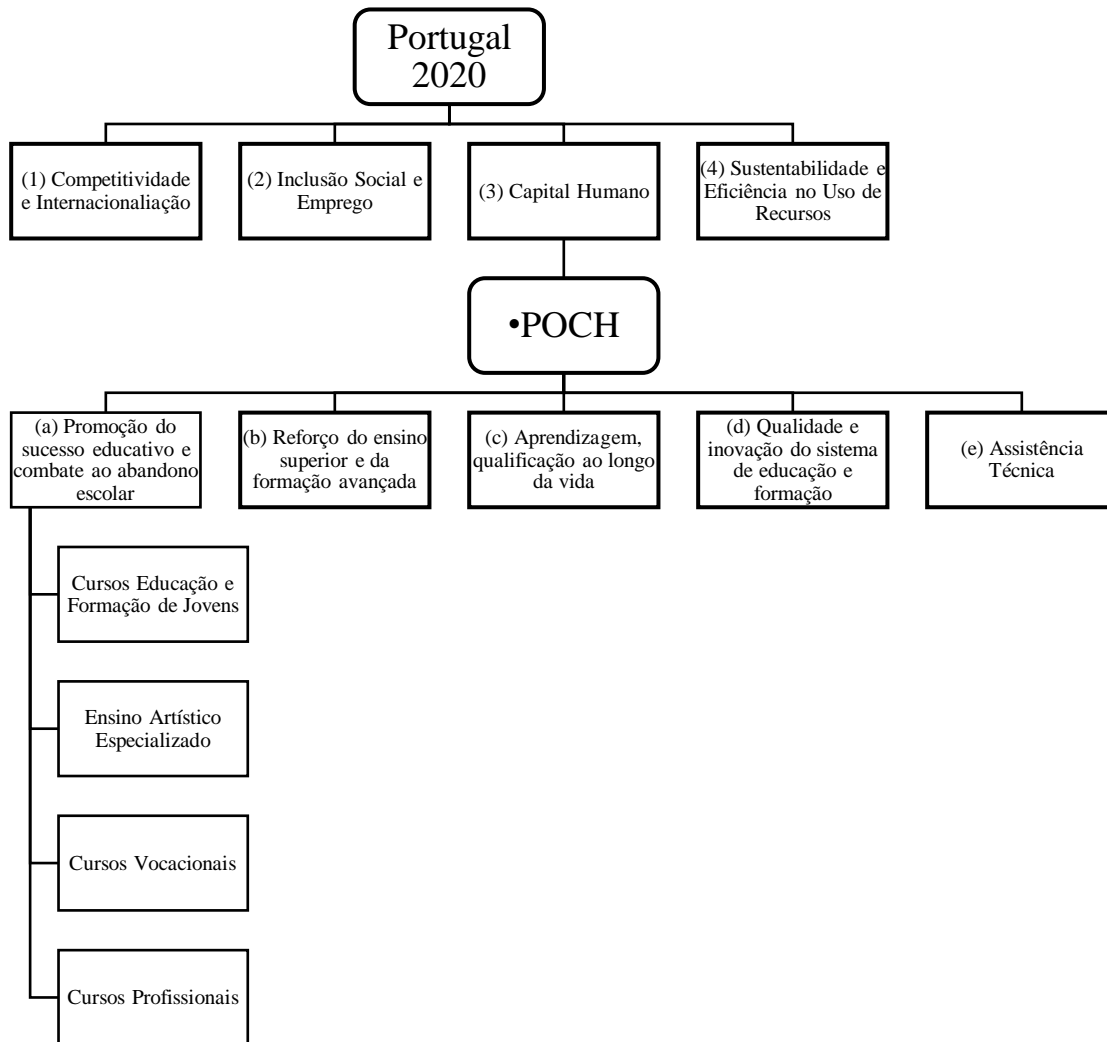 Portugal
2020
(1) Competitividade
e Internacionaliação
(2) Inclusão Social e
Emprego
(3) Capital Humano
(4) Sustentabilidade e
Eficiência no Uso de
Recursos
•POCH
(a) Promoção do
sucesso educativo e
combate ao abandono
escolar
(b) Reforço do ensino
superior e da
formação avançada
(c) Aprendizagem,
qualificação ao longo
da vida
(d) Qualidade e
inovação do sistema
de educação e
formação
(e) Assistência
Técnica
Cursos Educação e
Formação de Jovens
Ensino Artístico
Especializado
Cursos Vocacionais
Cursos Profissionais